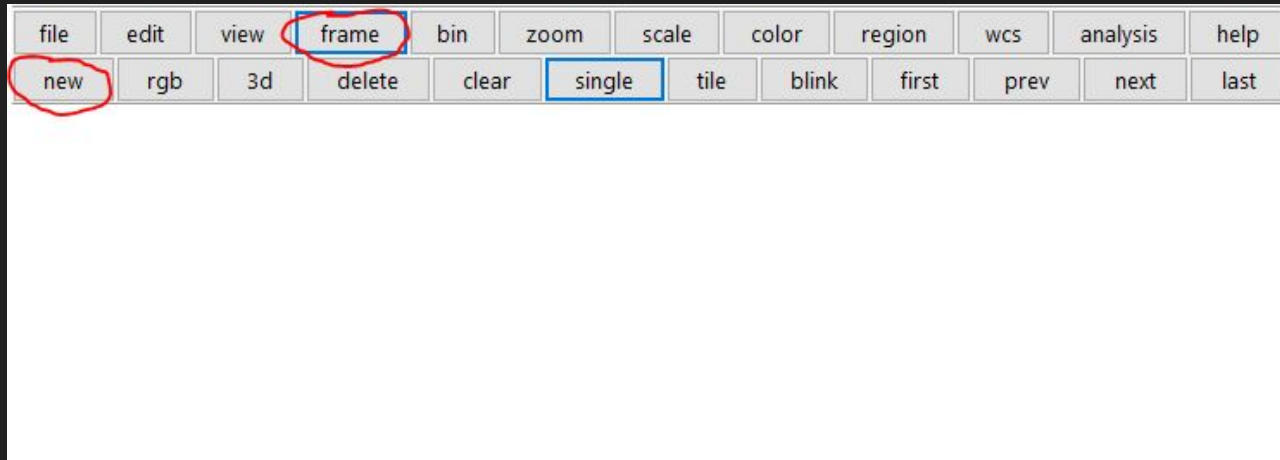 file edit view frame bin zoom scale color region wcs analysis help
new rgb 3d delete clear single tile blink first prev next last